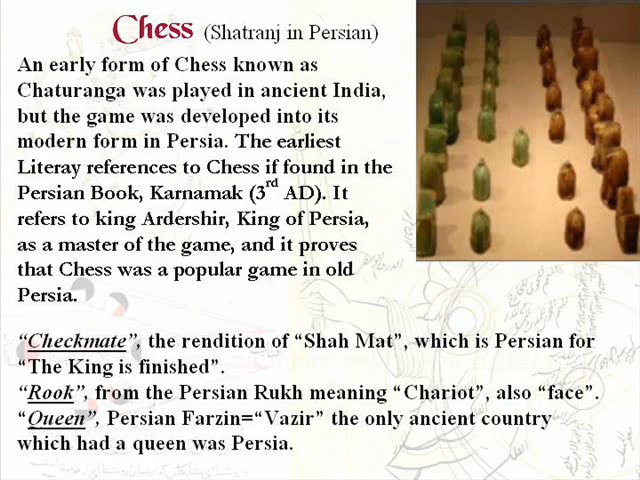 Chess (Shatranj in Persian)
An early form of Chess known as
Chaturanga was played in ancient India,
but the game was developed into its
modern form in Persia. The earliest
Literay references to Chess if found in the
Persian Book, Karnamak (3rd AD). It
refers to king Ardershir, King of Persia,
as a master of the game, and it proves
that Chess was a popular game in old
Persia.
“Checkmate”, the rendition of “Shah Mat”, which is Persian for
“The King is finished”.
“Rook”, from the Persian Rukh meaning “Chariot”, also “face”.
“Queen”, Persian Farzin=“Vazir” the only ancient country
which had a queen was Persia.